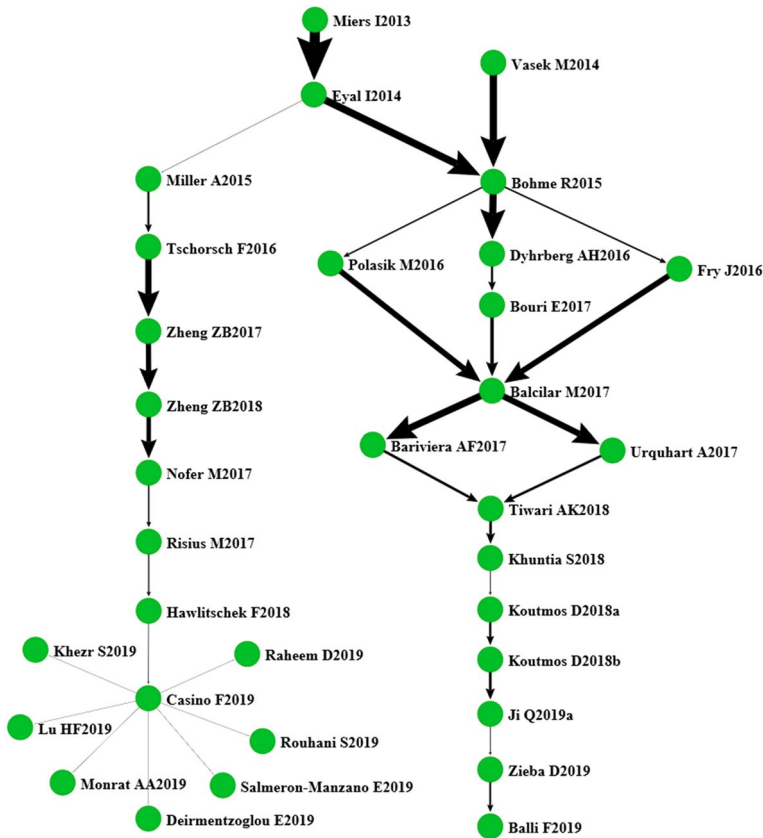 Miers I2013
Vasek M2014
Eyal I2014
Miller A2015
Bohme R2015
Tschorsch F2016
Polasik M2016
Dyhrberg AH2016
Fry J2016
Bouri E2017
Zheng ZB2017
Balcilar M2017
Zheng ZB2018
Bariviera AF2017
Urquhart A2017
Nofer M2017
Tiwari AK2018
Risius M2017
Khuntia S2018
Hawlitschek F2018
Koutmos D2018a
Khezr S2019
Raheem D2019
Koutmos D2018b
Casino F2019
Ji Q2019a
Lu HF2019
Rouhani S2019
Zieba D2019
Monrat AA2019
Salmeron-Manzano E2019
Deirmentzoglou E2019
Balli F2019